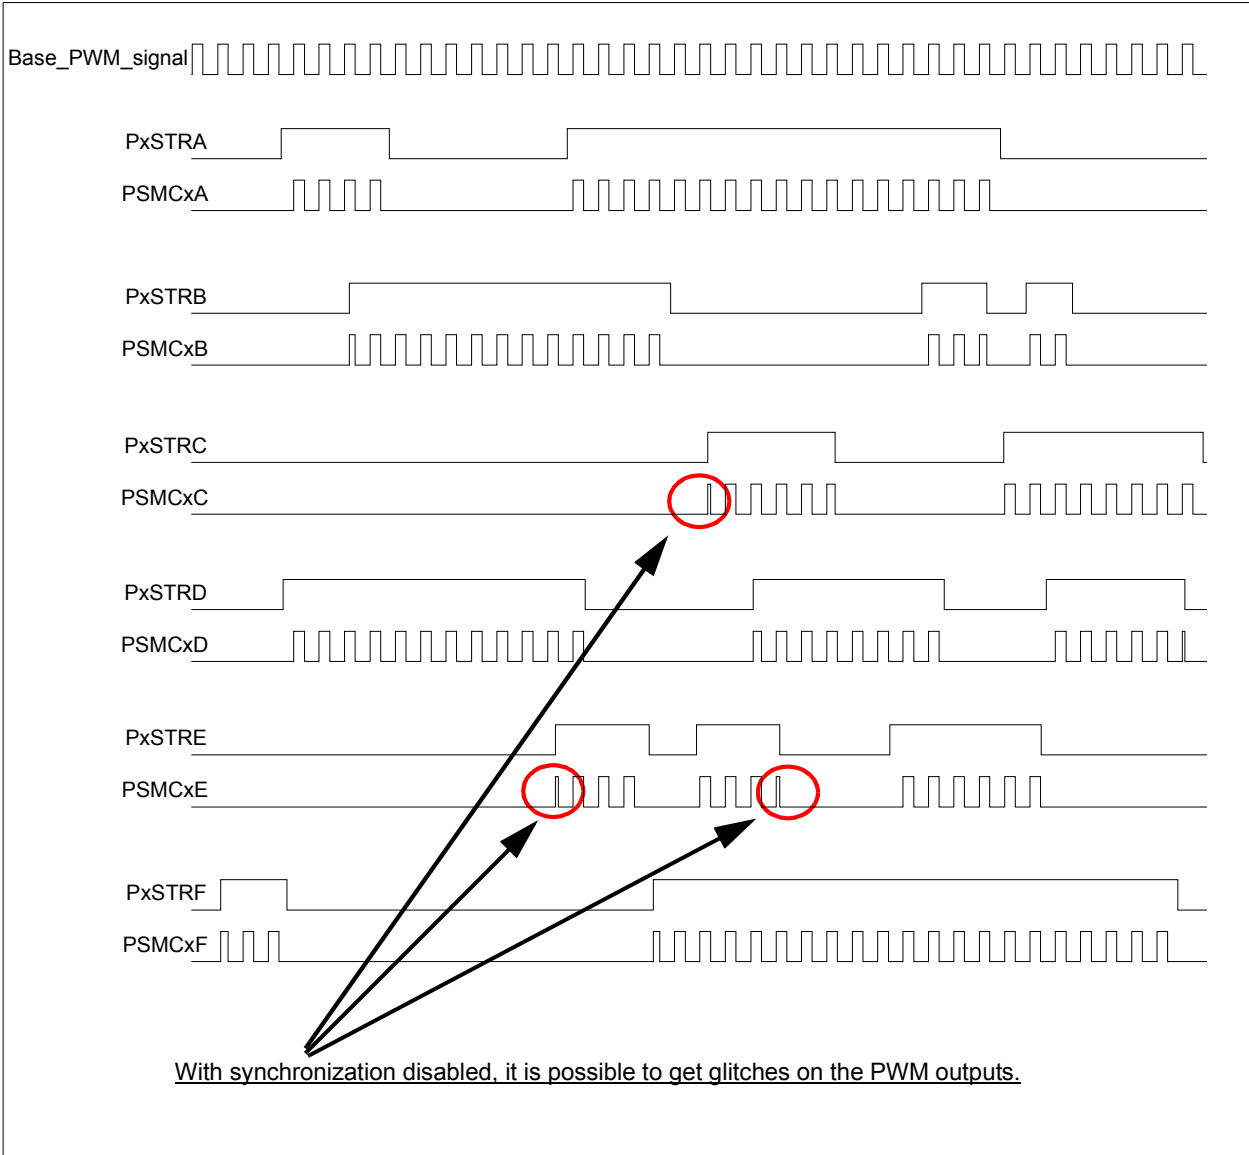 Base_PWM_signal
PxSTRA
PSMCxA
PxSTRB
PSMCxB
PxSTRC
PSMCxC
PxSTRD
PSMCxD
PxSTRE
PSMCxE
PxSTRF
PSMCxF
With synchronization disabled, it is possible to get glitches on the PWM outputs.